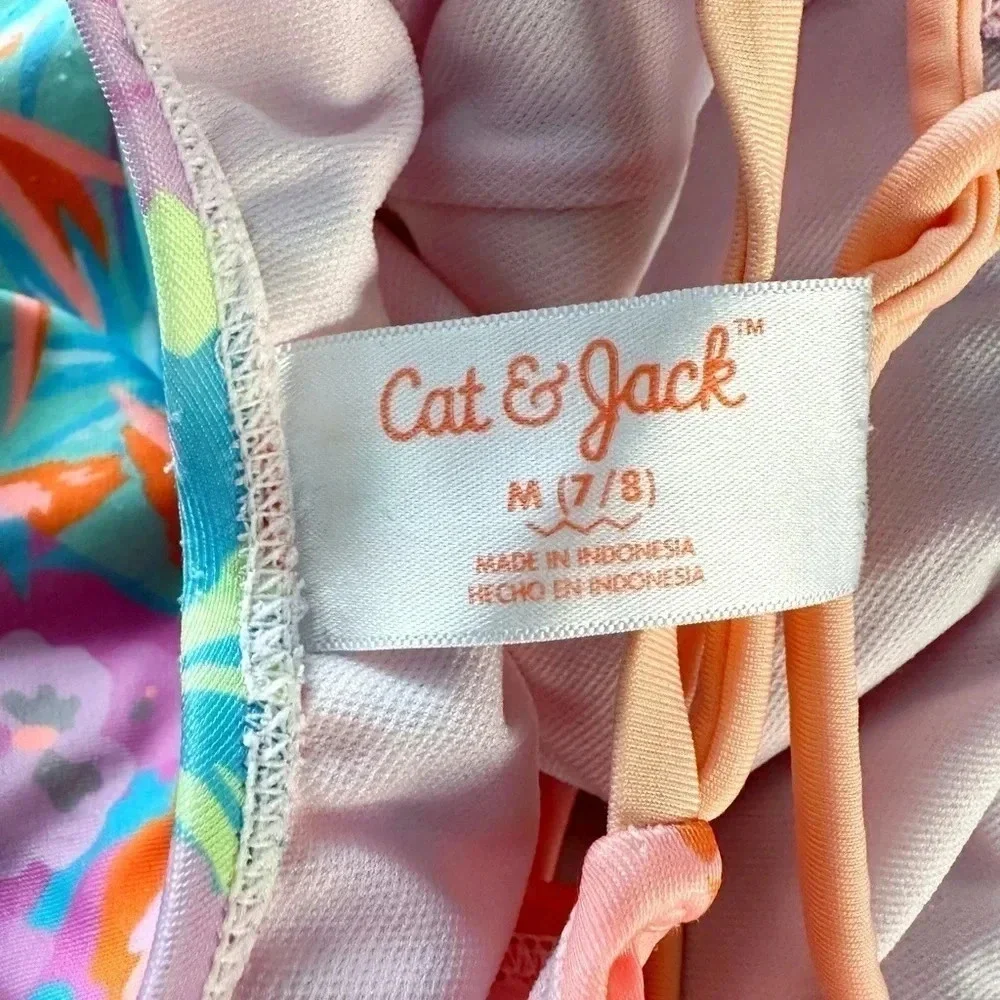 Cat & Jack™
M (7/8)
MADE IN INDONESIA
HECHO EN INDONESIA